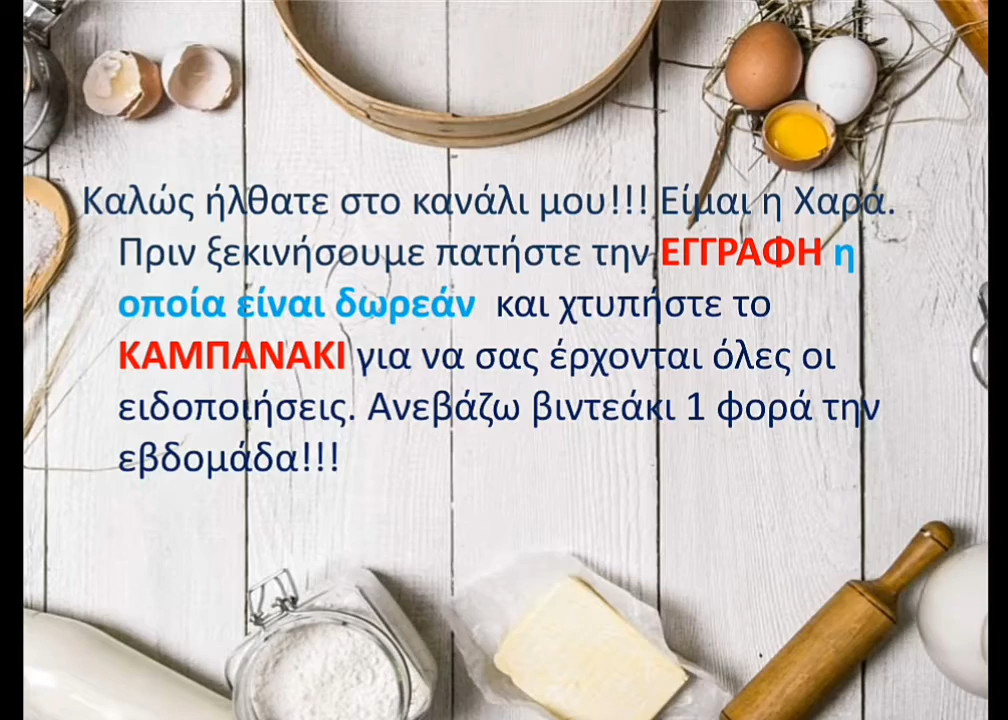 Καλώς ήλθατε στο κανάλι μου!!! Είμαι η Χαρά.
Πριν ξεκινήσουμε πατήστε την ΕΓΓΡΑΦΗ η
οποία είναι δωρεάν και χτυπήστε το
ΚΑΜΠΑΝΑΚΙ για να σας έρχονται όλες οι
ειδοποιήσεις. Ανεβάζω βιντεάκι 1 φορά την
εβδομάδα!!!